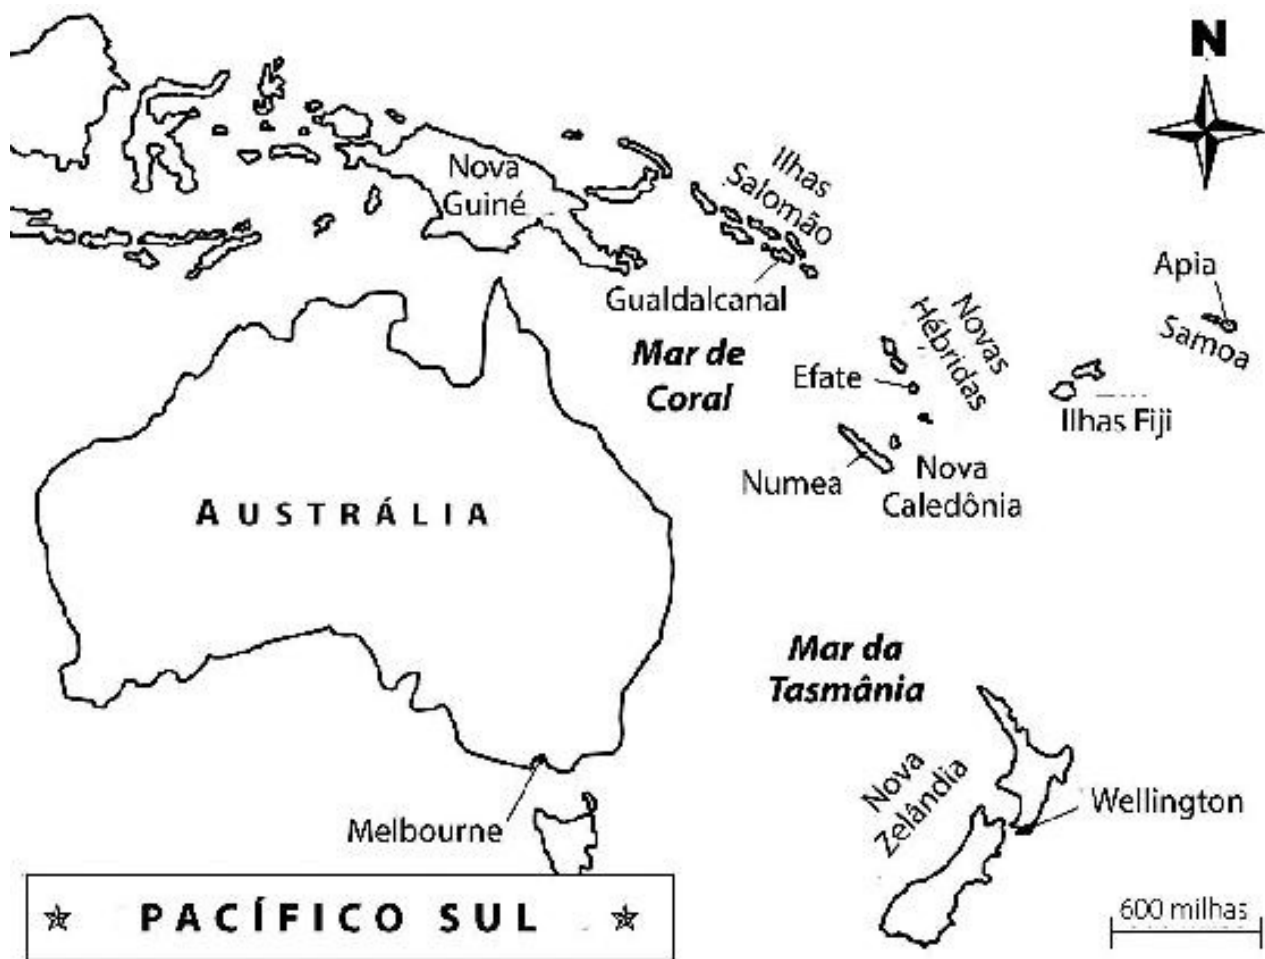 N
Nova
Guiné
Ilhas
Salomão
Gualdalcanal
Apia
Samoa
Mar de
Coral
Novas
Hébridas
Efate
Ilhas Fiji
Numea
Nova
Caledônia
AUSTRÁLIA
Mar da
Tasmânia
Nova
Zelândia
Wellington
Melbourne
PACÍFICO SUL
600 milhas